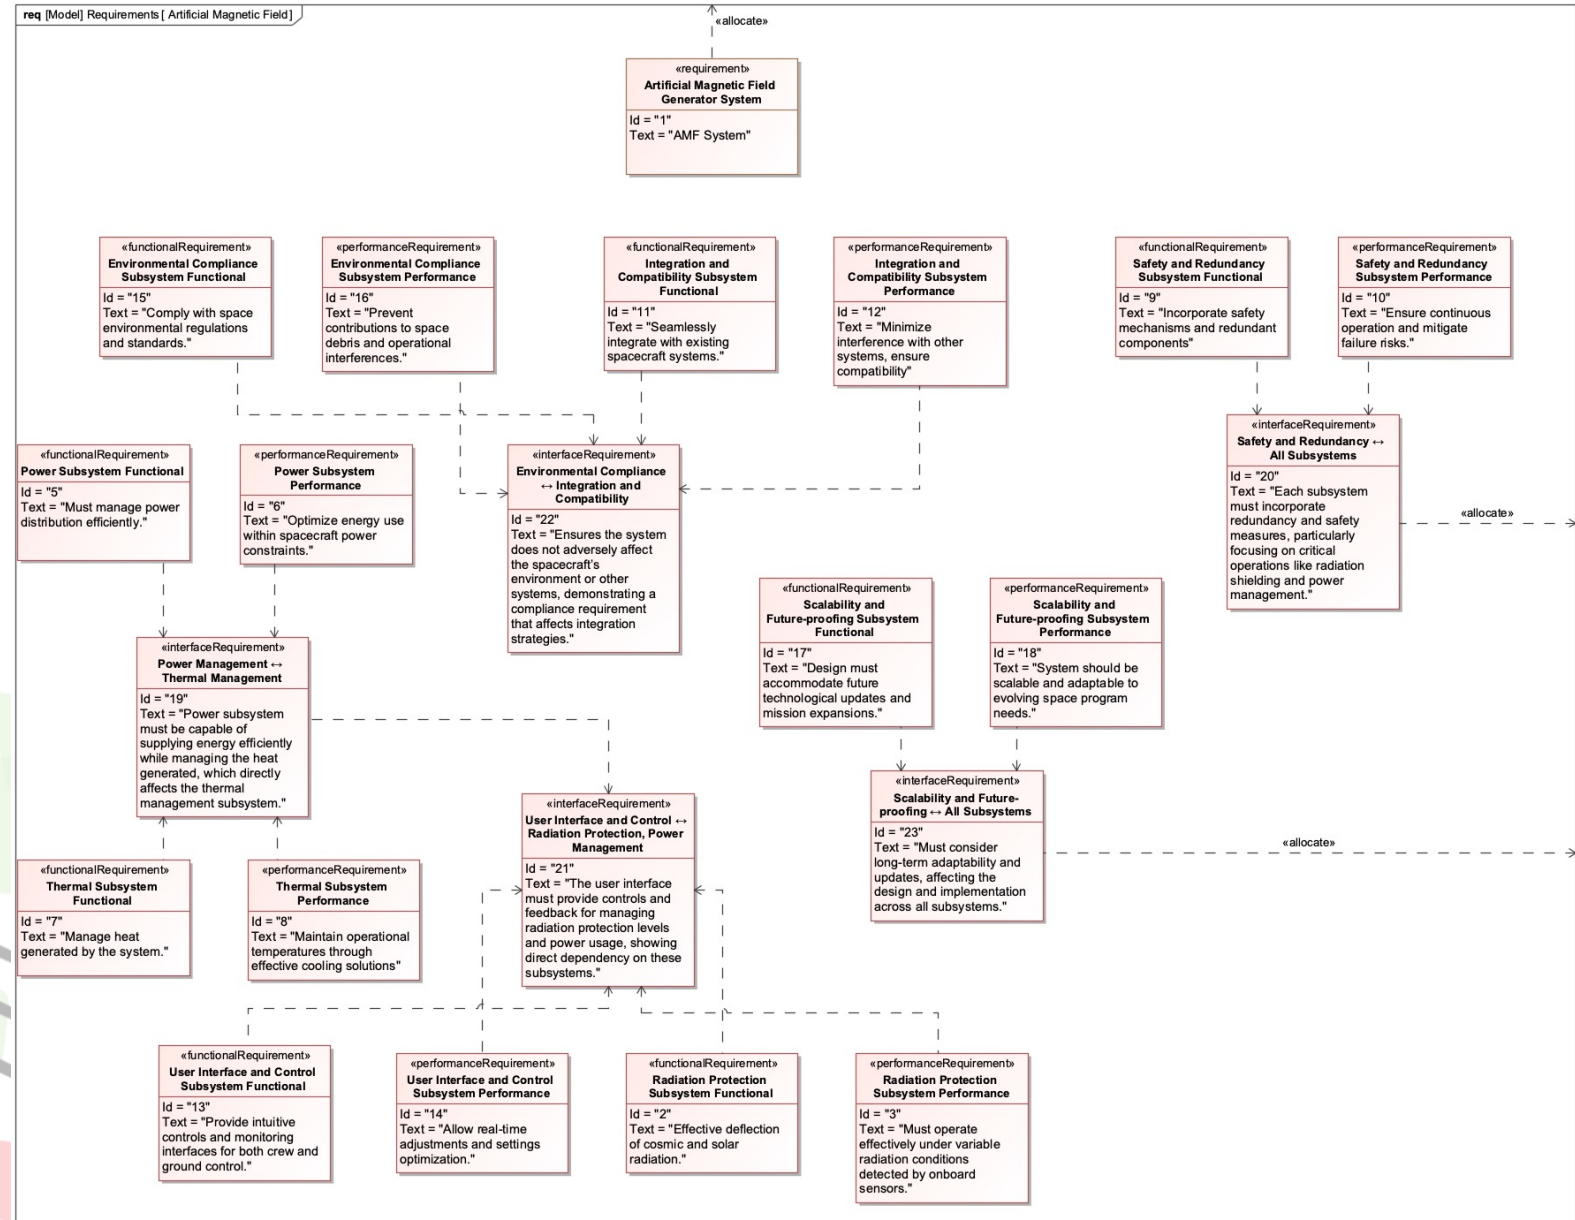 req [Model] Requirements [ Artificial Magnetic Field]
«allocate»
«requirement»
Artificial Magnetic Field
Generator System
Id = "1"
Text = "AMF System"
«functionalRequirement»
Environmental Compliance
Subsystem Functional
Id = "15"
Text = "Comply with space
environmental regulations
and standards."
«performanceRequirement»
Environmental Compliance
Subsystem Performance
Id = "16"
Text = "Prevent
contributions to space
debris and operational
interferences."
«functionalRequirement»
Integration and
Compatibility Subsystem
Functional
Id = "11"
Text = "Seamlessly
integrate with existing
spacecraft systems."
«performanceRequirement»
Integration and
Compatibility Subsystem
Performance
Id = "12"
Text = "Minimize
interference with other
systems, ensure
compatibility"
«functionalRequirement»
Safety and Redundancy
Subsystem Functional
Id = "9"
Text = "Incorporate safety
mechanisms and redundant
components"
«performanceRequirement»
Safety and Redundancy
Subsystem Performance
Id = "10"
Text = "Ensure continuous
operation and mitigate
failure risks."
«functionalRequirement»
Power Subsystem Functional
Id = "5"
Text = "Must manage power
distribution efficiently."
«performanceRequirement»
Power Subsystem
Performance
Id = "6"
Text = "Optimize energy use
within spacecraft power
constraints."
«interfaceRequirement»
Environmental Compliance
↔ Integration and
Compatibility
Id = "22"
Text = "Ensures the system
does not adversely affect
the spacecraft's
environment or other
systems, demonstrating a
compliance requirement
that affects integration
strategies."
«interfaceRequirement»
Safety and Redundancy ↔
All Subsystems
Id = "20"
Text = "Each subsystem
must incorporate
redundancy and safety
measures, particularly
focusing on critical
operations like radiation
shielding and power
management."
«allocate»
«functionalRequirement»
Scalability and
Future-proofing Subsystem
Functional
Id = "17"
Text = "Design must
accommodate future
technological updates and
mission expansions."
«performanceRequirement»
Scalability and
Future-proofing Subsystem
Performance
Id = "18"
Text = "System should be
scalable and adaptable to
evolving space program
needs."
«interfaceRequirement»
Power Management ↔
Thermal Management
Id = "19"
Text = "Power subsystem
must be capable of
supplying energy efficiently
while managing the heat
generated, which directly
affects the thermal
management subsystem."
«interfaceRequirement»
User Interface and Control ↔
Radiation Protection, Power
Management
Id = "21"
Text = "The user interface
must provide controls and
feedback for managing
radiation protection levels
and power usage, showing
direct dependency on these
subsystems."
«interfaceRequirement»
Scalability and Future-
proofing ↔ All Subsystems
Id = "23"
Text = "Must consider
long-term adaptability and
updates, affecting the
design and implementation
across all subsystems."
«allocate»
«functionalRequirement»
Thermal Subsystem
Functional
Id = "7"
Text = "Manage heat
generated by the system."
«performanceRequirement»
Thermal Subsystem
Performance
Id = "8"
Text = "Maintain operational
temperatures through
effective cooling solutions"
«functionalRequirement»
User Interface and Control
Subsystem Functional
Id = "13"
Text = "Provide intuitive
controls and monitoring
interfaces for both crew and
ground control."
«performanceRequirement»
User Interface and Control
Subsystem Performance
Id = "14"
Text = "Allow real-time
adjustments and settings
optimization."
«functionalRequirement»
Radiation Protection
Subsystem Functional
Id = "2"
Text = "Effective deflection
of cosmic and solar
radiation."
«performanceRequirement»
Radiation Protection
Subsystem Performance
Id = "3"
Text = "Must operate
effectively under variable
radiation conditions
detected by onboard
sensors."